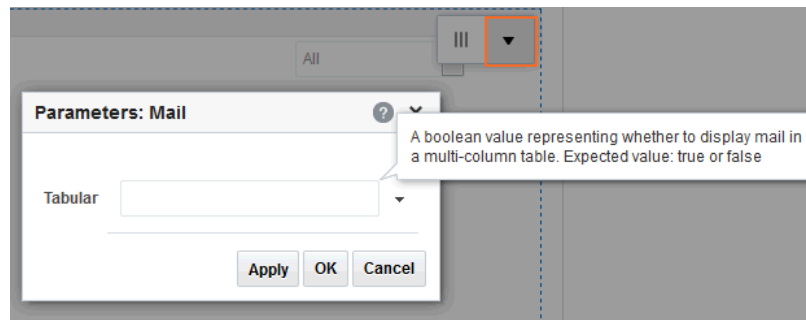 All
Parameters: Mail
?
A boolean value representing whether to display mail in
a multi-column table. Expected value: true or false
Tabular
Apply OK Cancel